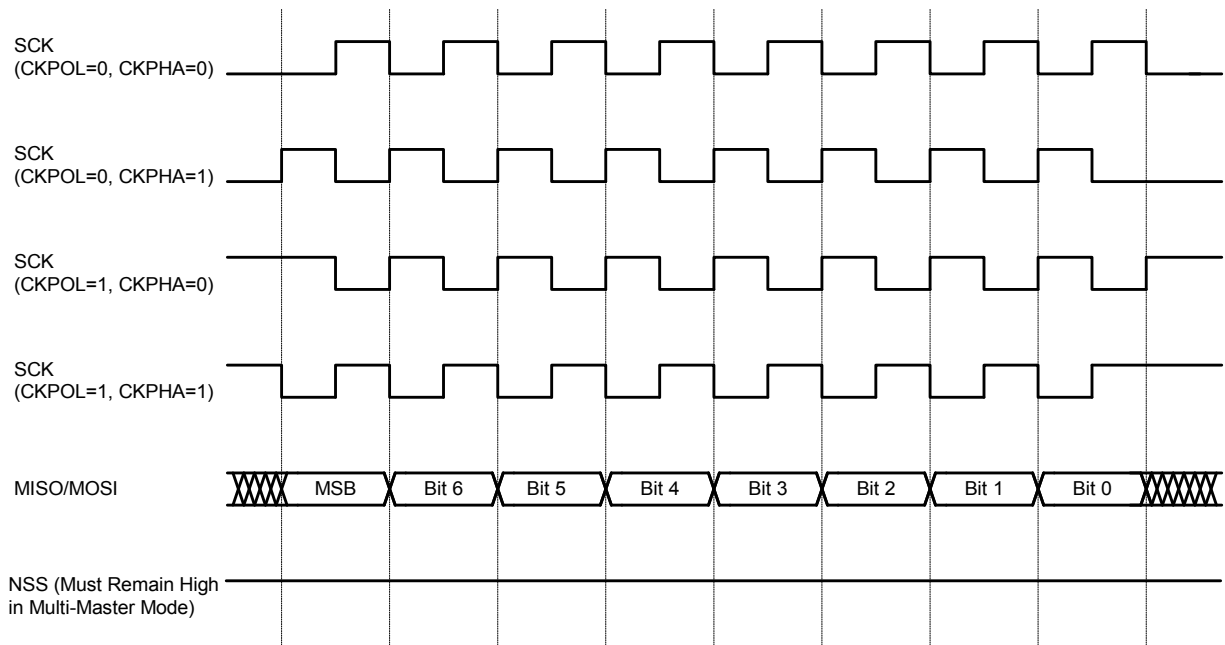 SCK
(CKPOL=0, CKPHA=0)
SCK
(CKPOL=0, CKPHA=1)
SCK
(CKPOL=1, CKPHA=0)
SCK
(CKPOL=1, CKPHA=1)
MISO/MOSI MSB Bit 6 Bit 5 Bit 4 Bit 3 Bit 2 Bit 1 Bit 0
NSS (Must Remain High
in Multi-Master Mode)